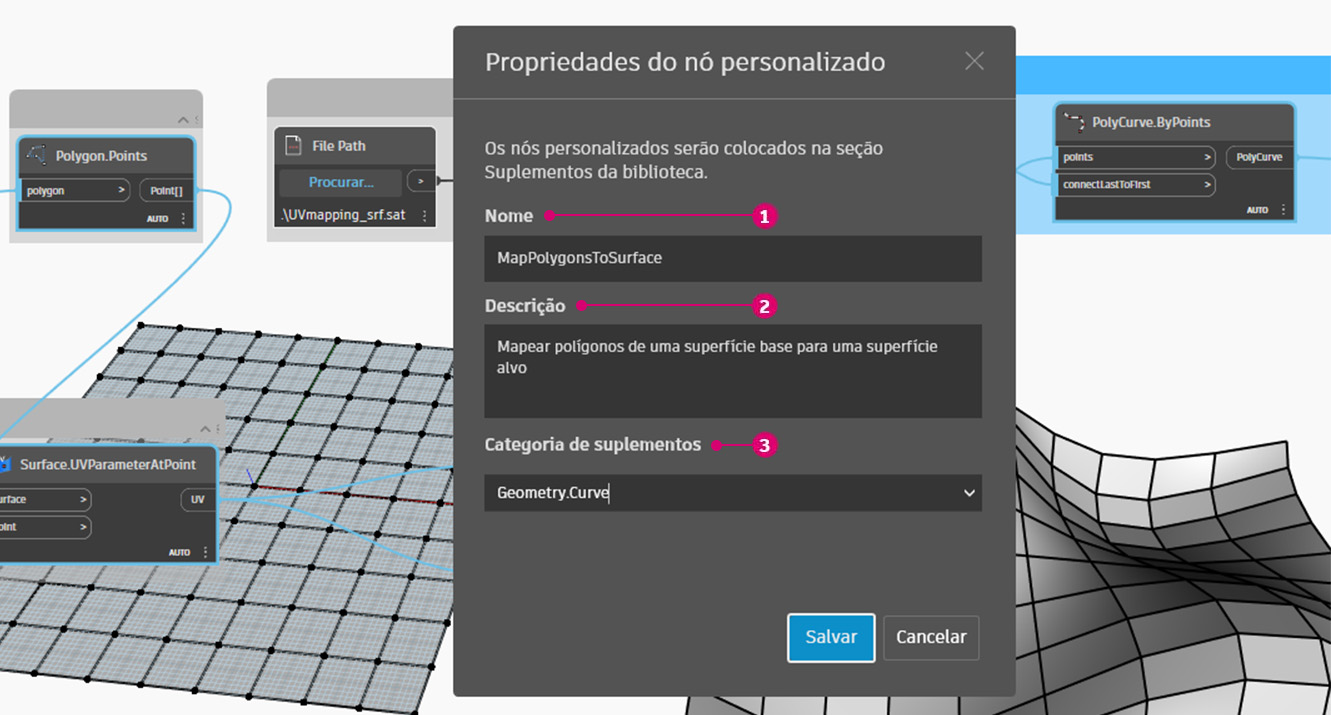 Propriedades do nó personalizado
Os nós personalizados serão colocados na seção
Suplementos da biblioteca.
Nome
1
MapPolygonsToSurface
Descrição
2
Mapear polígonos de uma superfície base para uma superfície
alvo
Categoria de suplementos
3
Geometry.Curve
Salvar
Cancelar
Polygon.Points
polygon >
Point[]
AUTO
File Path
Procurar...
>
.\UVmapping_srf.sat
PolyCurve.ByPoints
points >
PolyCurve
connectLastToFirst >
AUTO
Surface.UVParameterAtPoint
urface >
UV
oint >
AUTO